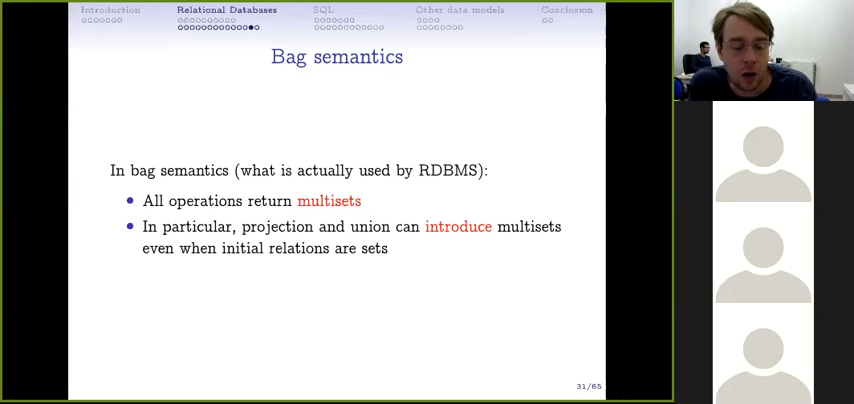 Introduction
Relational Databases
SQL
Other data models
Conclusion
Bag semantics
In bag semantics (what is actually used by RDBMS):
All operations return multisets
In particular, projection and union can introduce multisets
even when initial relations are sets
31/65